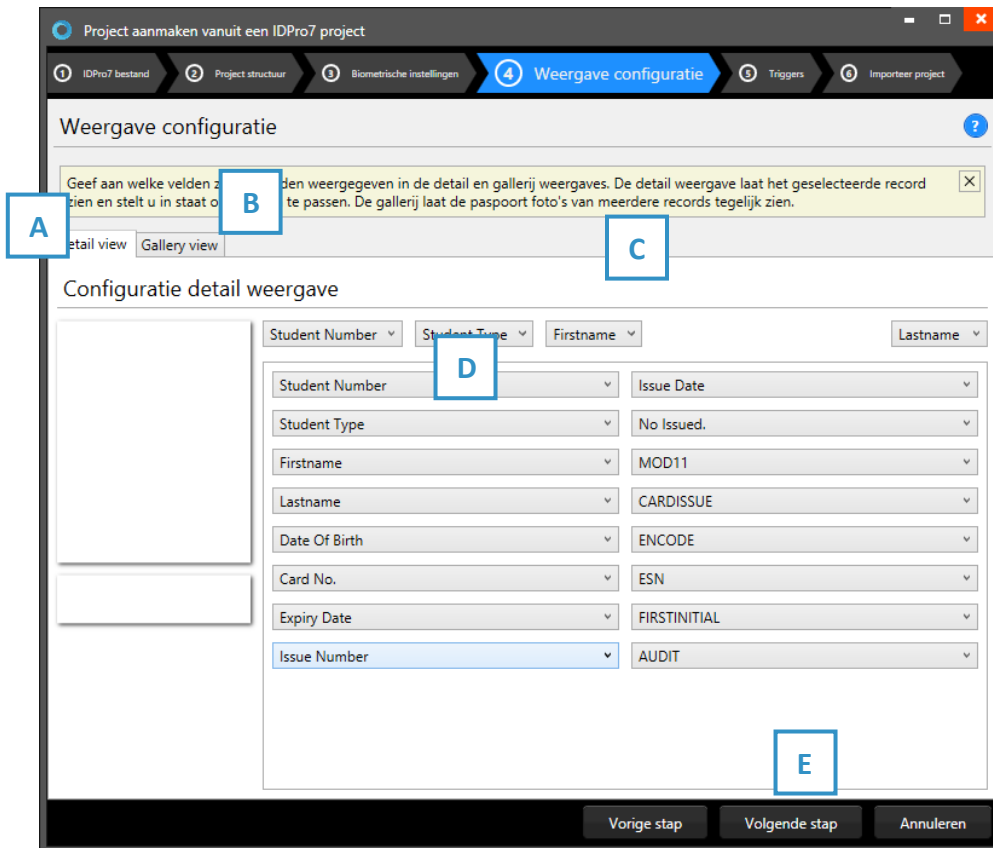 Project aanmaken vanuit een IDPro7 project
1 IDPro7 bestand 2 Project structuur 3 Biometrische instellingen 4 Weergave configuratie 5 Triggers 6 Importeer project
Weergave configuratie ?
Geef aan welke velden z den weergegeven in de detail en gallerij weergaves. De detail weergave laat het geselecteerde record
zien en stelt u in staat o te passen. De gallerij laat de paspoort foto's van meerdere records tegelijk zien.
A B C
etail view Gallery view
Configuratie detail weergave
Student Number Student Type Firstname Lastname
D
Student Number Issue Date
Student Type No Issued.
Firstname MOD11
Lastname CARDISSUE
Date Of Birth ENCODE
Card No. ESN
Expiry Date FIRSTINITIAL
Issue Number AUDIT
E
Vorige stap Volgende stap Annuleren